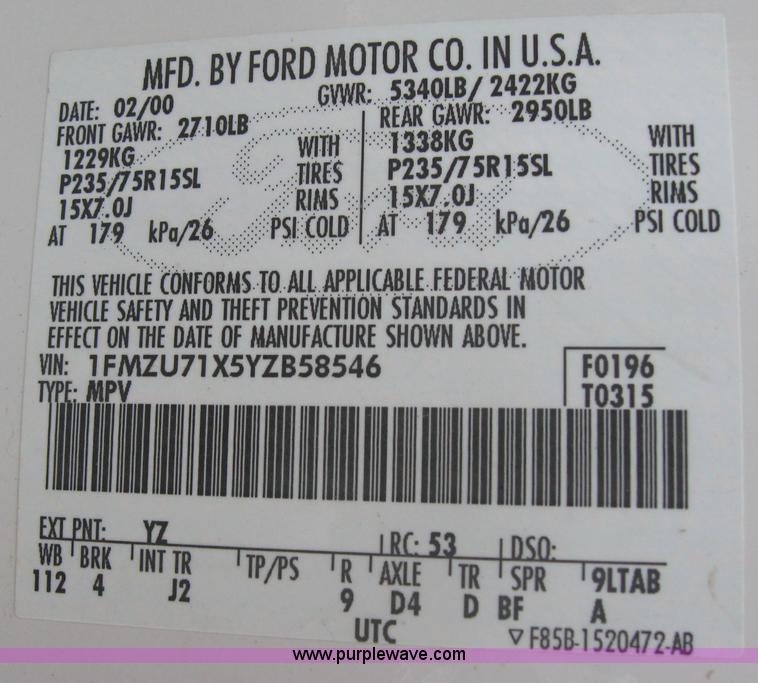 MFD. BY FORD MOTOR CO. IN U.S.A.
DATE: 02/00 GVWR: 5340LB/ 2422KG
FRONT GAWR: 2710LB REAR GAWR: 2950LB
1229KG WITH 1338KG WITH
P235/75R15SL TIRES P235/75R15SL TIRES
15X7.0J RIMS 15X7.0J RIMS
AT 179 kPa/26 PSI COLD AT 179 kPa/26 PSI COLD
THIS VEHICLE CONFORMS TO ALL APPLICABLE FEDERAL MOTOR
VEHICLE SAFETY AND THEFT PREVENTION STANDARDS IN
EFFECT ON THE DATE OF MANUFACTURE SHOWN ABOVE.
VIN: 1FMZU71X5YZB58546 F0196
TYPE: MPV T0315
EXT PNT: YZ RC: 53 DSO:
WB BRK INT TR TP/PS R AXLE TR SPR 9LTAB
112 4 J2 9 D4 D BF A
UTC ▽F85B-1520472-AB
www.purplewave.com